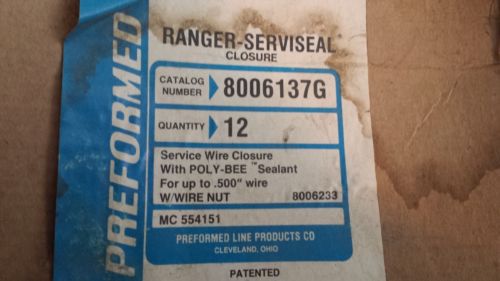 PREFORMED
RANGER-SERVISEAL
CLOSURE
CATALOG NUMBER 8006137G
QUANTITY 12
Service Wire Closure
With POLY-BEE ™ Sealant
For up to .500" wire
W/WIRE NUT 8006233
MC 554151
PREFORMED LINE PRODUCTS CO
CLEVELAND, OHIO
PATENTED